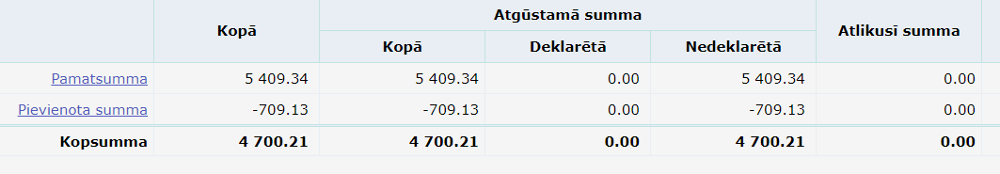 Kopā Atgūstamā summa Atlikusī summa
Kopā Deklarētā Nedeklarētā
Pamatsumma 5 409.34 5 409.34 0.00 5 409.34 0.00
Pievienota summa -709.13 -709.13 0.00 -709.13 0.00
Kopsumma 4 700.21 4 700.21 0.00 4 700.21 0.00